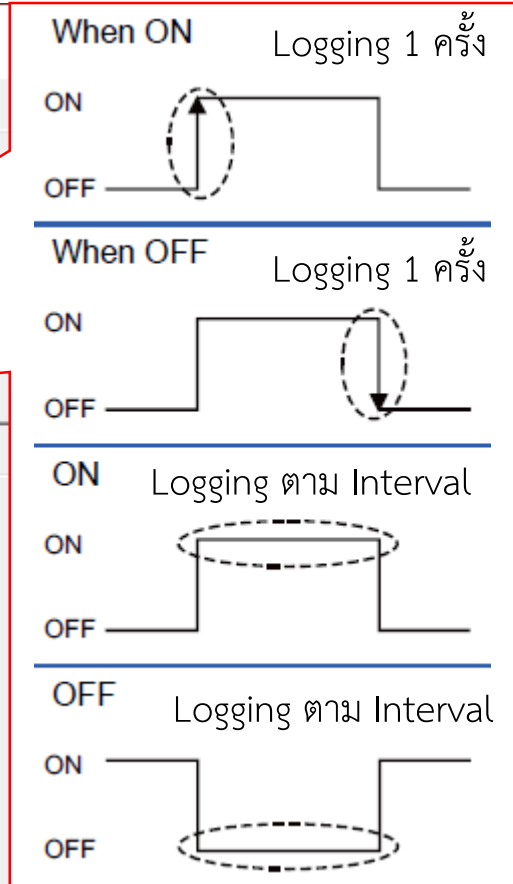 When ON Logging 1 ครั้ง
ON
OFF
When OFF Logging 1 ครั้ง
ON
OFF
ON Logging ตาม Interval
ON
OFF
OFF Logging ตาม Interval
ON
OFF